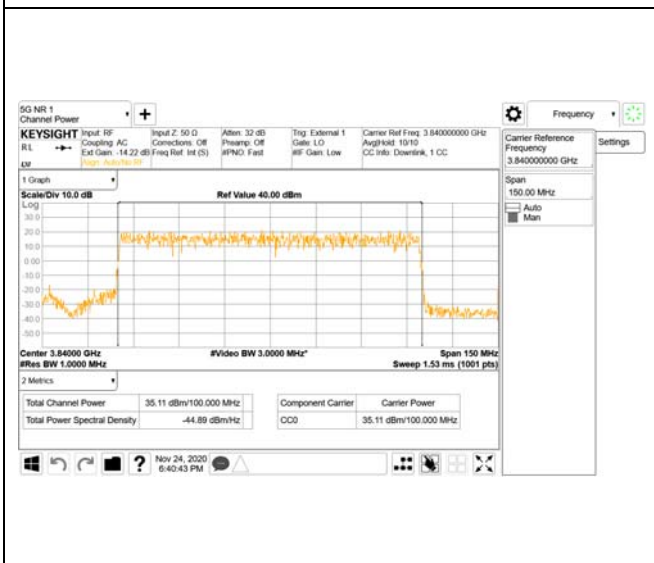 5G NR 1
Channel Power
Frequency
KEYSIGHT
Input: RF
Input Z: 50 Ω
Atten: 32 dB
Trig: External 1
Carrier Ref Freq: 3.840000000 GHz
RL
Coupling: AC
Corrections: Off
Preamp: Off
Gate: LO
Avg|Hold: 10/10
Ext Gain: -14.22 dB
Freq Ref: Int (S)
#PNO: Fast
#IF Gain: Low
CC Info: Downlink, 1 CC
Align: Auto/No RF
Carrier Reference
Frequency
3.840000000 GHz
Settings
Span
150.00 MHz
Auto
Man
1 Graph
Scale/Div 10.0 dB
Ref Value 40.00 dBm
Log
30.0
20.0
10.0
0.00
-10.0
-20.0
-30.0
-40.0
-50.0
Center 3.84000 GHz
#Video BW 3.0000 MHz*
Span 150 MHz
#Res BW 1.0000 MHz
Sweep 1.53 ms (1001 pts)
2 Metrics
Total Channel Power
35.11 dBm/100.000 MHz
Component Carrier
Carrier Power
Total Power Spectral Density
-44.89 dBm/Hz
CC0
35.11 dBm/100.000 MHz
?
Nov 24, 2020
6:40:43 PM